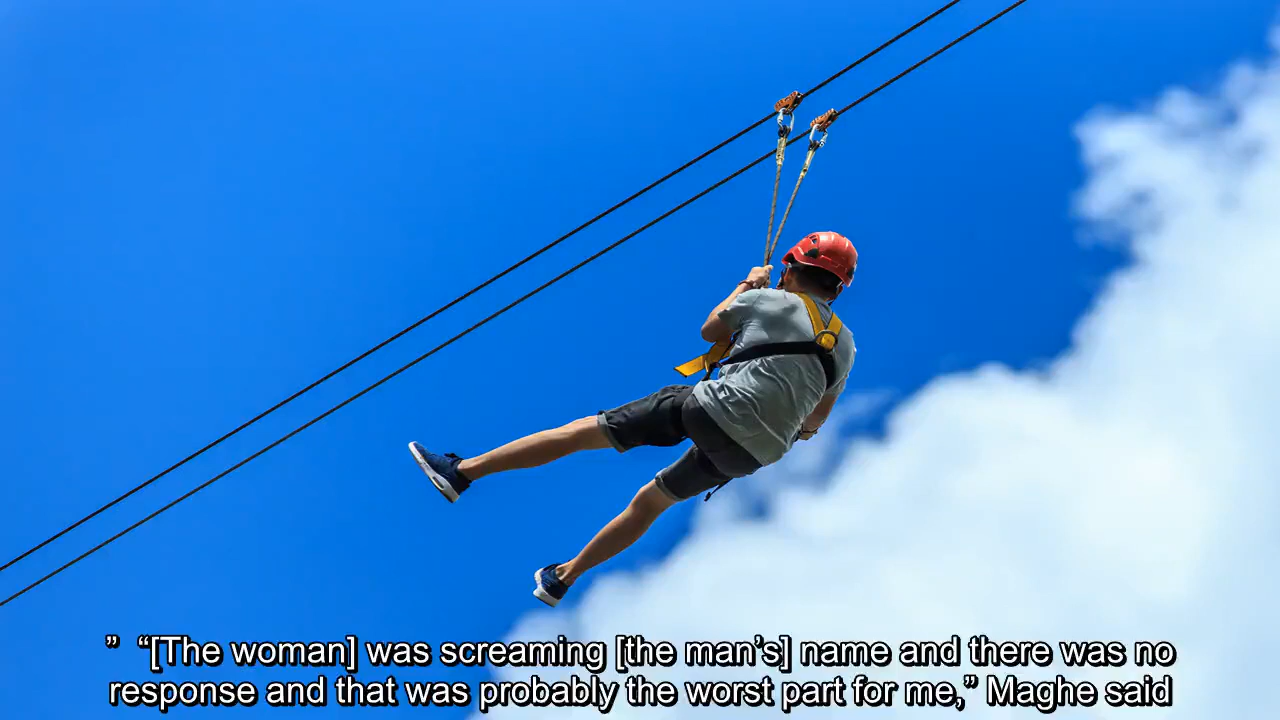 ”  “[The woman] was screaming [the man’s] name and there was no
response and that was probably the worst part for me,” Maghe said